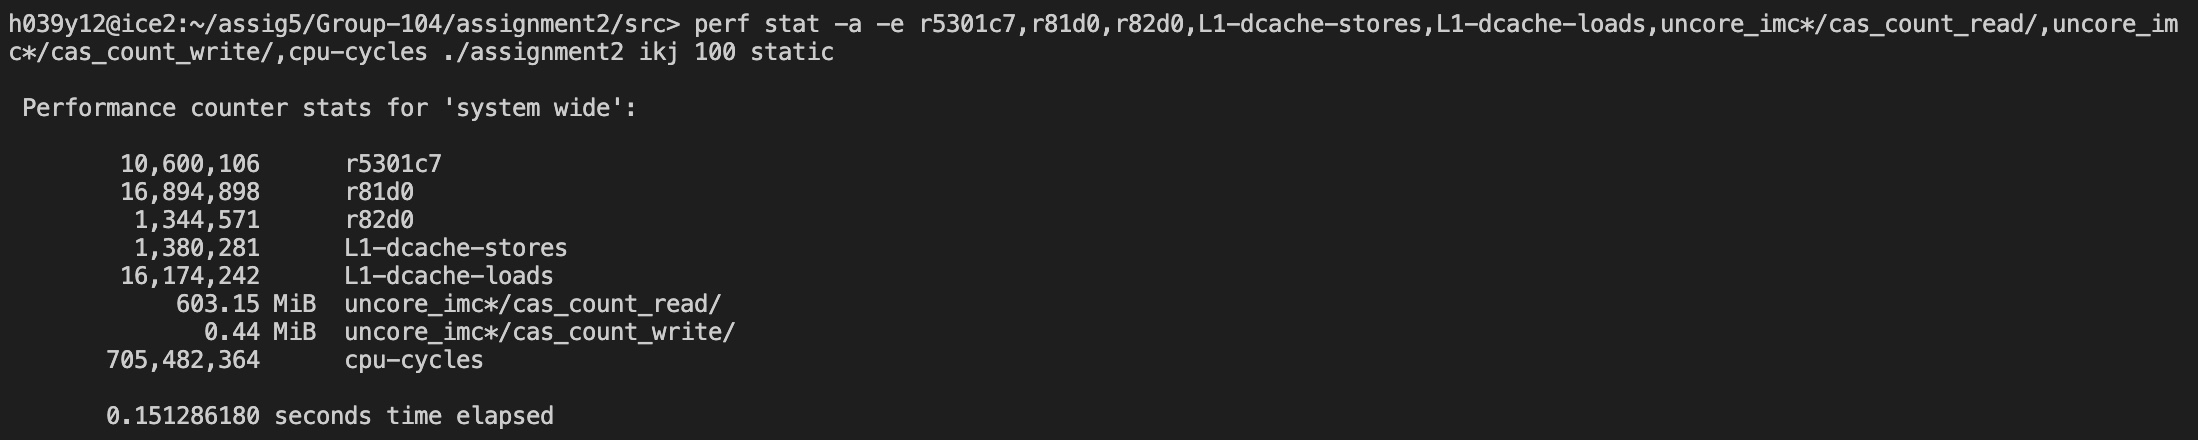 h039y12@ice2:~/assig5/Group-104/assignment2/src> perf stat -a -e r5301c7,r81d0,r82d0,L1-dcache-stores,L1-dcache-loads,uncore_imc*/cas_count_read/,uncore_im
c*/cas_count_write/,cpu-cycles ./assignment2 ikj 100 static
Performance counter stats for 'system wide':
10,600,106 r5301c7
16,894,898 r81d0
1,344,571 r82d0
1,380,281 L1-dcache-stores
16,174,242 L1-dcache-loads
603.15 MiB uncore_imc*/cas_count_read/
0.44 MiB uncore_imc*/cas_count_write/
705,482,364 cpu-cycles
0.151286180 seconds time elapsed